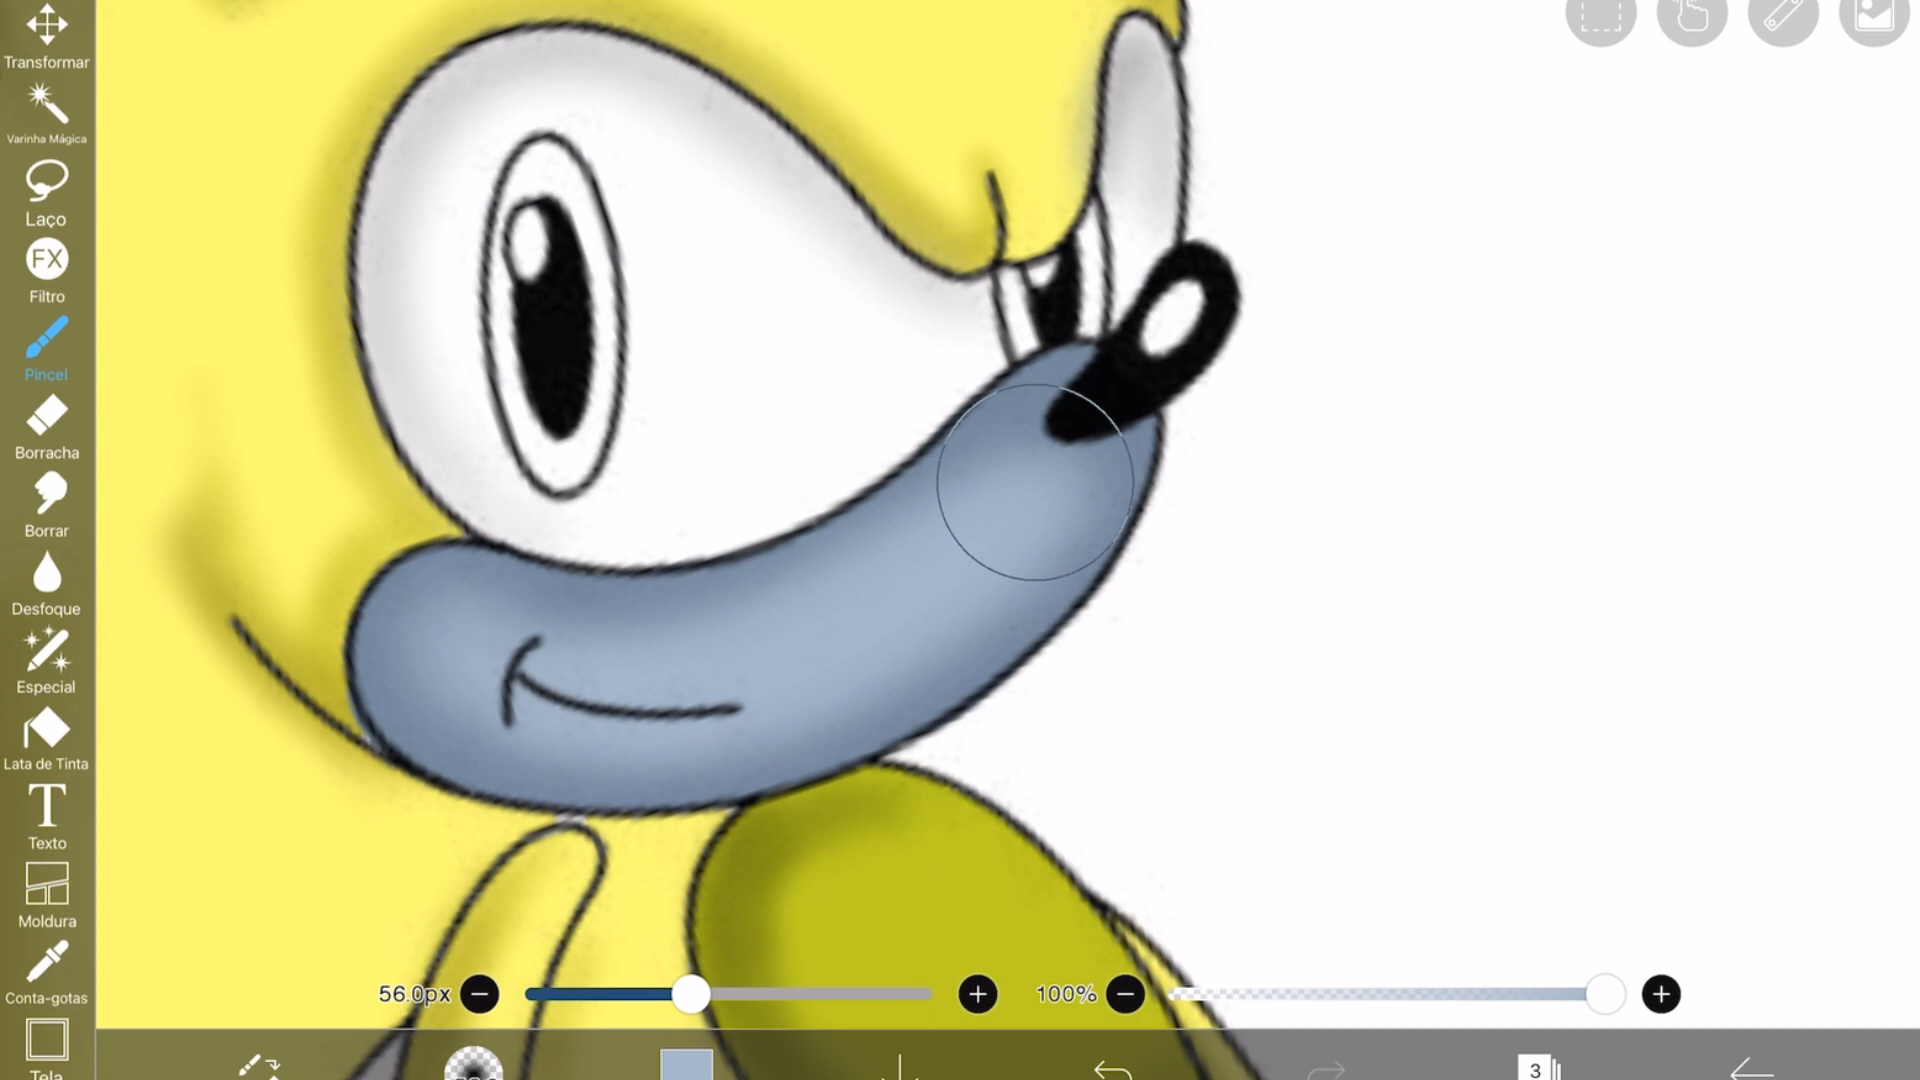 Transformar
Varinha Mágica
Laço
FX
Filtro
Pincel
Borracha
Borrar
Desfoque
Especial
Lata de Tinta
T
Texto
Moldura
Conta-gotas
Tela
56.0px
100%
3